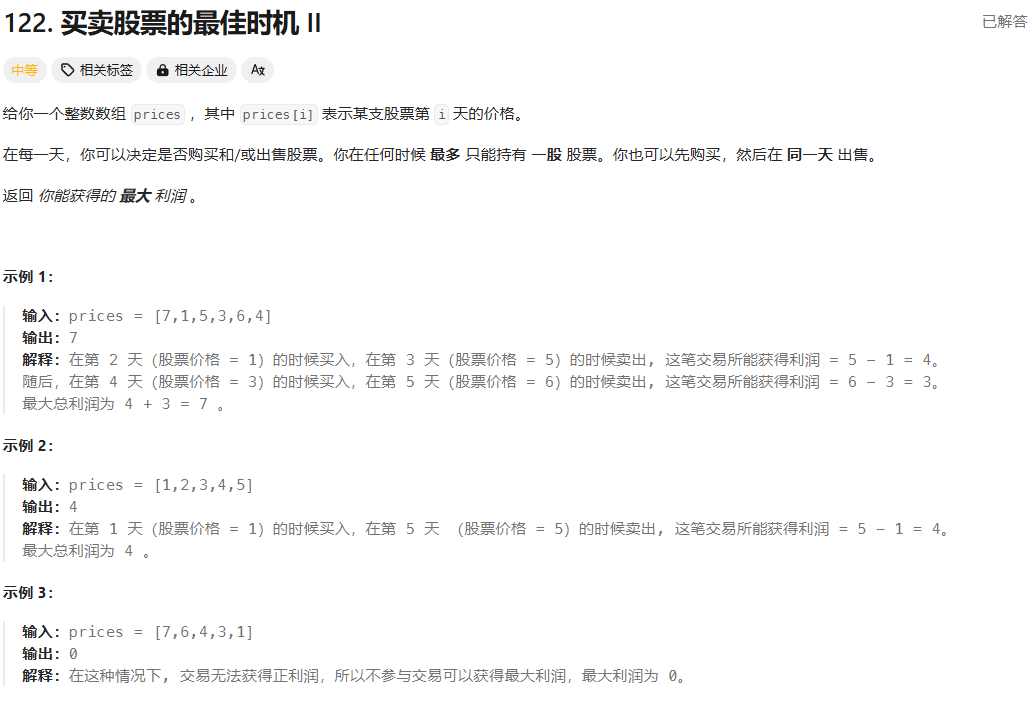 122. 买卖股票的最佳时机 II
已解答
中等 相关标签 相关企业 Az
给你一个整数数组 prices ，其中 prices[i] 表示某支股票第 i 天的价格。
在每一天，你可以决定是否购买和/或出售股票。你在任何时候 最多 只能持有 一股 股票。你也可以先购买，然后在 同一天 出售。
返回 你能获得的 最大 利润 。
示例 1：
输入：prices = [7,1,5,3,6,4]
输出：7
解释：在第 2 天（股票价格 = 1）的时候买入，在第 3 天（股票价格 = 5）的时候卖出, 这笔交易所能获得利润 = 5 - 1 = 4。
随后，在第 4 天（股票价格 = 3）的时候买入，在第 5 天（股票价格 = 6）的时候卖出, 这笔交易所能获得利润 = 6 - 3 = 3。
最大总利润为 4 + 3 = 7 。
示例 2：
输入：prices = [1,2,3,4,5]
输出：4
解释：在第 1 天（股票价格 = 1）的时候买入，在第 5 天 （股票价格 = 5）的时候卖出, 这笔交易所能获得利润 = 5 - 1 = 4。
最大总利润为 4 。
示例 3：
输入：prices = [7,6,4,3,1]
输出：0
解释：在这种情况下, 交易无法获得正利润，所以不参与交易可以获得最大利润，最大利润为 0。